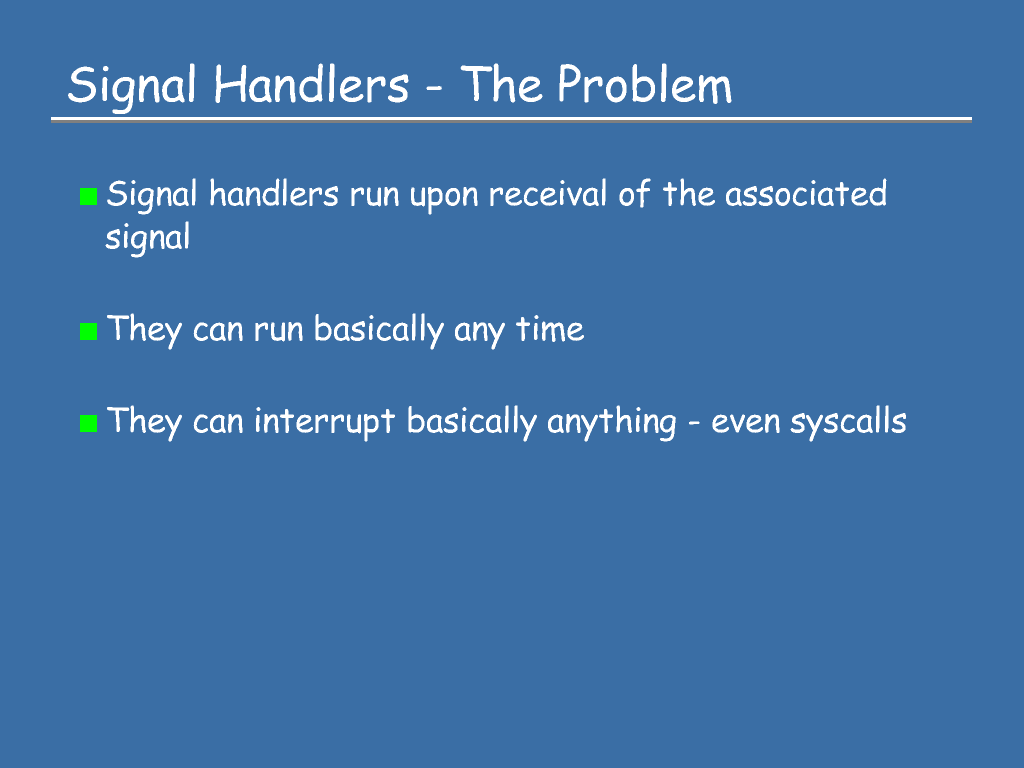 Signal Handlers - The Problem
Signal handlers run upon receival of the associated
signal
They can run basically any time
They can interrupt basically anything - even syscalls